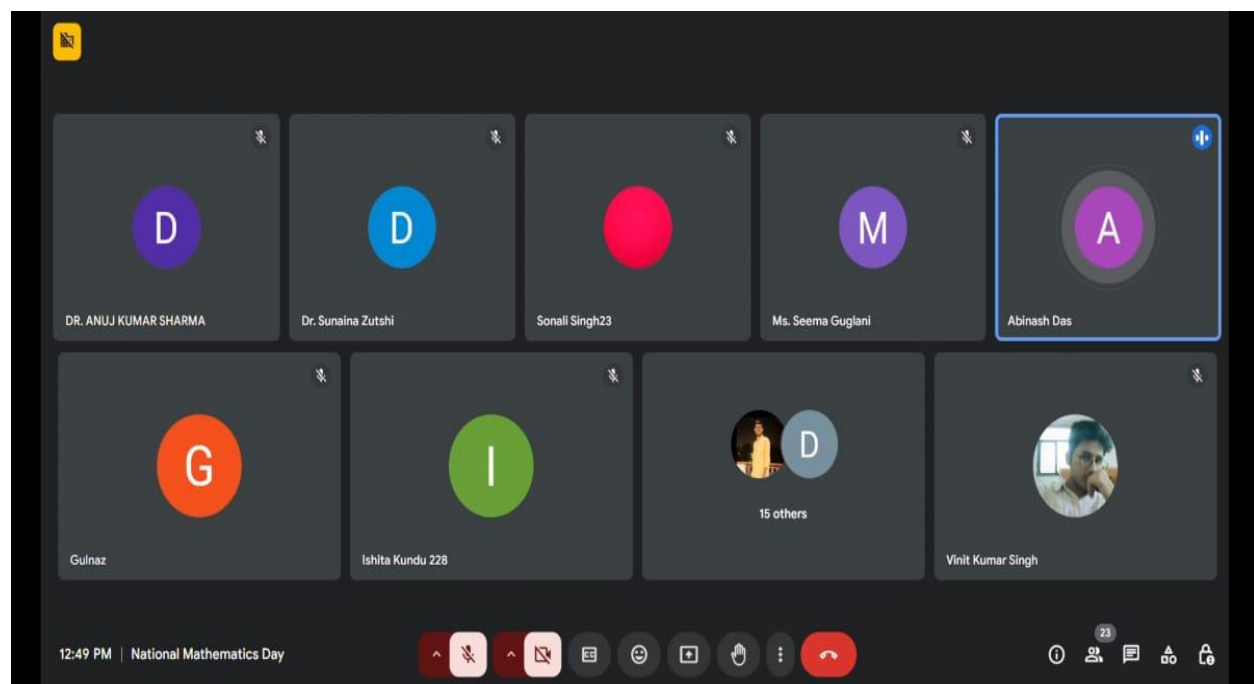 D
DR. ANUJ KUMAR SHARMA
D
Dr. Sunaina Zutshi
Sonali Singh23
M
Ms. Seema Guglani
A
Abinash Das
G
Gulnaz
I
Ishita Kundu 228
D
15 others
Vinit Kumar Singh
12:49 PM | National Mathematics Day
CC
23